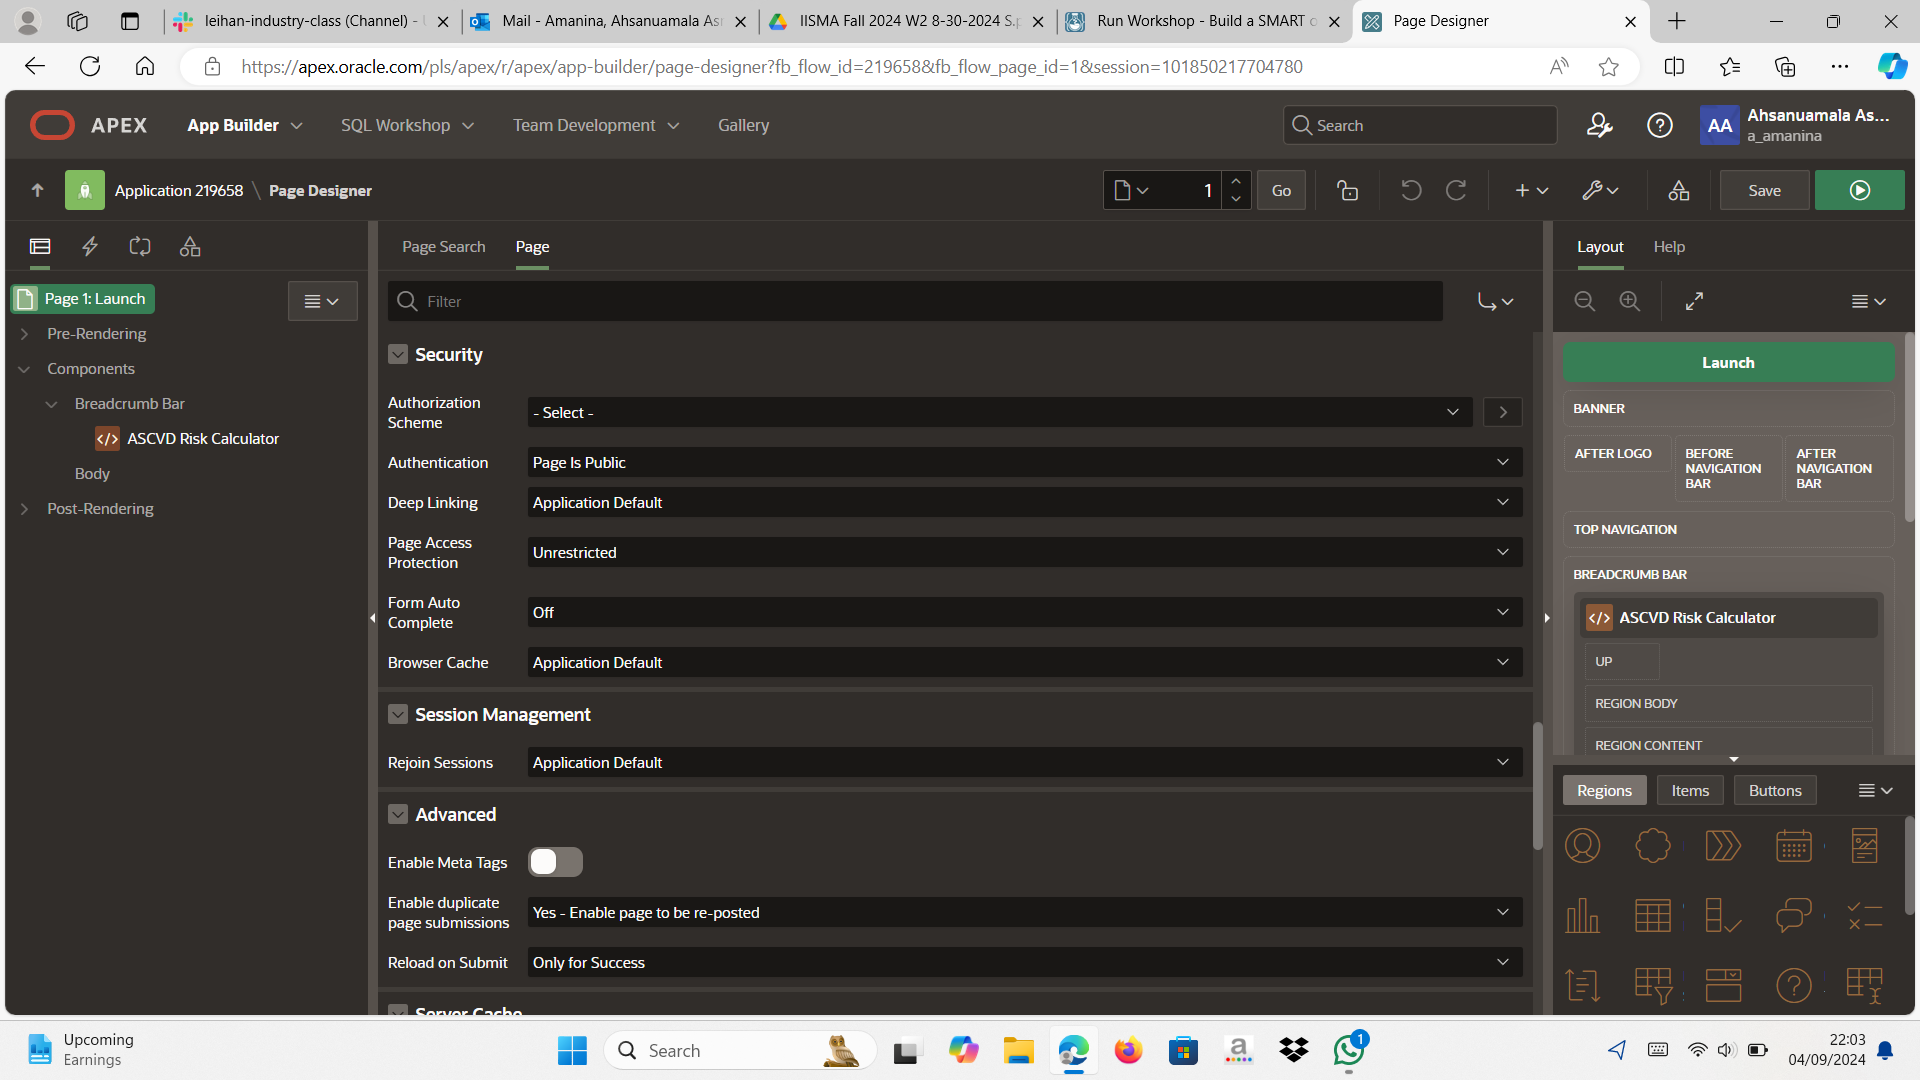 leihan-industry-class (Channel) -
Mail - Amanina, Ahsanuamala As
IISMA Fall 2024 W2 8-30-2024 S.p
Run Workshop - Build a SMART o
Page Designer
https://apex.oracle.com/pls/apex/r/apex/app-builder/page-designer?fb_flow_id=219658&fb_flow_page_id=1&session=101850217704780
APEX
App Builder
SQL Workshop
Team Development
Gallery
Search
AA
Ahsanuamala As...
a_amanina
Application 219658 \ Page Designer
1
Go
Save
Page Search
Page
Layout
Help
Page 1: Launch
Pre-Rendering
Components
Breadcrumb Bar
ASCVD Risk Calculator
Body
Post-Rendering
Filter
Security
Authorization
Scheme
- Select -
Authentication
Page Is Public
Deep Linking
Application Default
Page Access
Protection
Unrestricted
Form Auto
Complete
Off
Browser Cache
Application Default
Session Management
Rejoin Sessions
Application Default
Advanced
Enable Meta Tags
Enable duplicate
page submissions
Yes - Enable page to be re-posted
Reload on Submit
Only for Success
Server Cache
Launch
BANNER
AFTER LOGO
BEFORE
NAVIGATION
BAR
AFTER
NAVIGATION
BAR
TOP NAVIGATION
BREADCRUMB BAR
ASCVD Risk Calculator
UP
REGION BODY
REGION CONTENT
Regions
Items
Buttons
Upcoming
Earnings
Search
1
22:03
04/09/2024